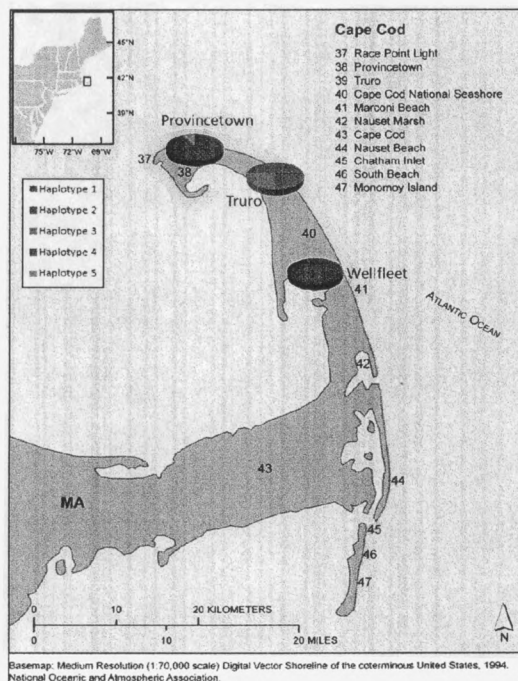 Cape Cod
37 Race Point Light
38 Provincetown
39 Truro
40 Cape Cod National Seashore
41 Marconi Beach
42 Nauset Marsh
43 Cape Cod
44 Nauset Beach
45 Chatham Inlet
46 South Beach
47 Monomoy Island
45°N
42°N
39°N
75°W 72°W 69°W
Haplotype 1
Haplotype 2
Haplotype 3
Haplotype 4
Haplotype 5
Provincetown
37
38
Truro
40
Wellfleet
41
ATLANTIC OCEAN
42
43
MA
44
45
46
47
0 10 20 KILOMETERS
0 10 20 MILES
N
Basemap: Medium Resolution (1:70,000 scale) Digital Vector Shoreline of the coterminous United States, 1994.
National Oceanic and Atmospheric Association.